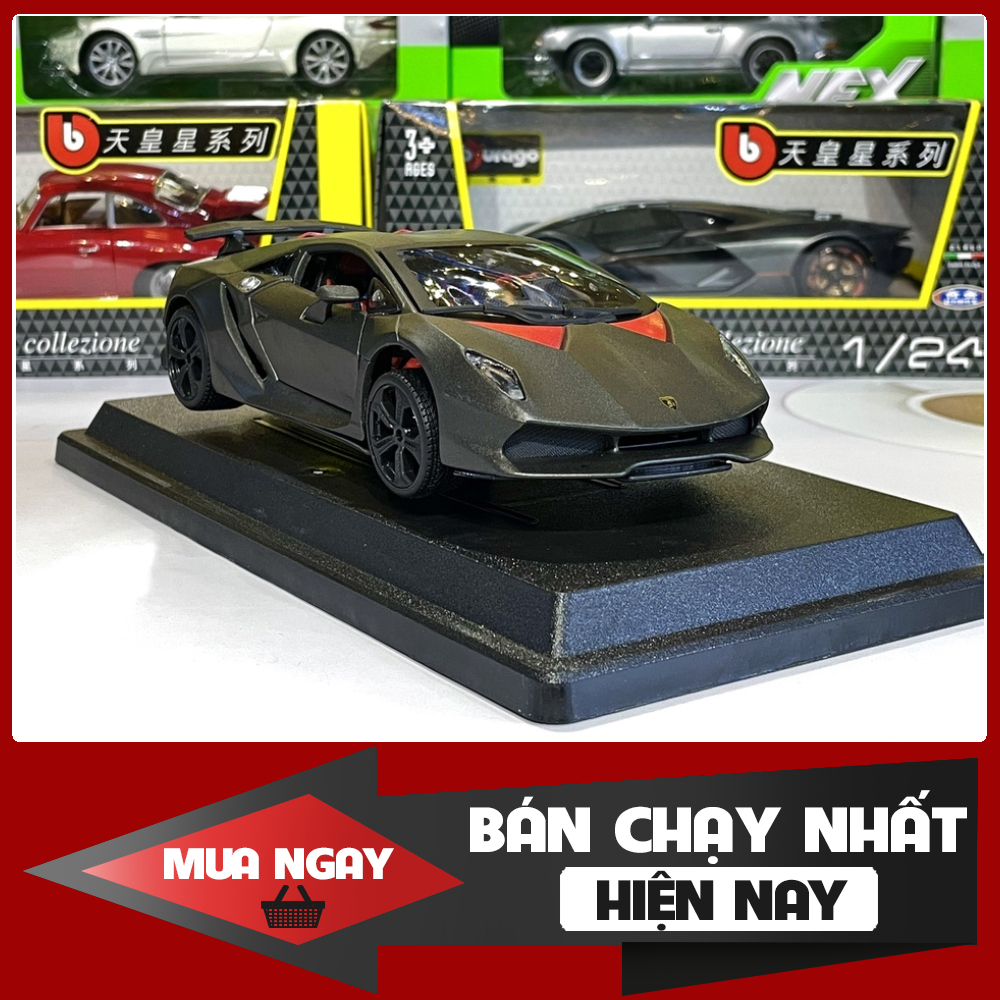 NEX
天皇星系列
3+
AGES
burago
天皇星系列
collezione
collezione
1/24
MUA NGAY
BÁN CHẠY NHẤT
HIỆN NAY